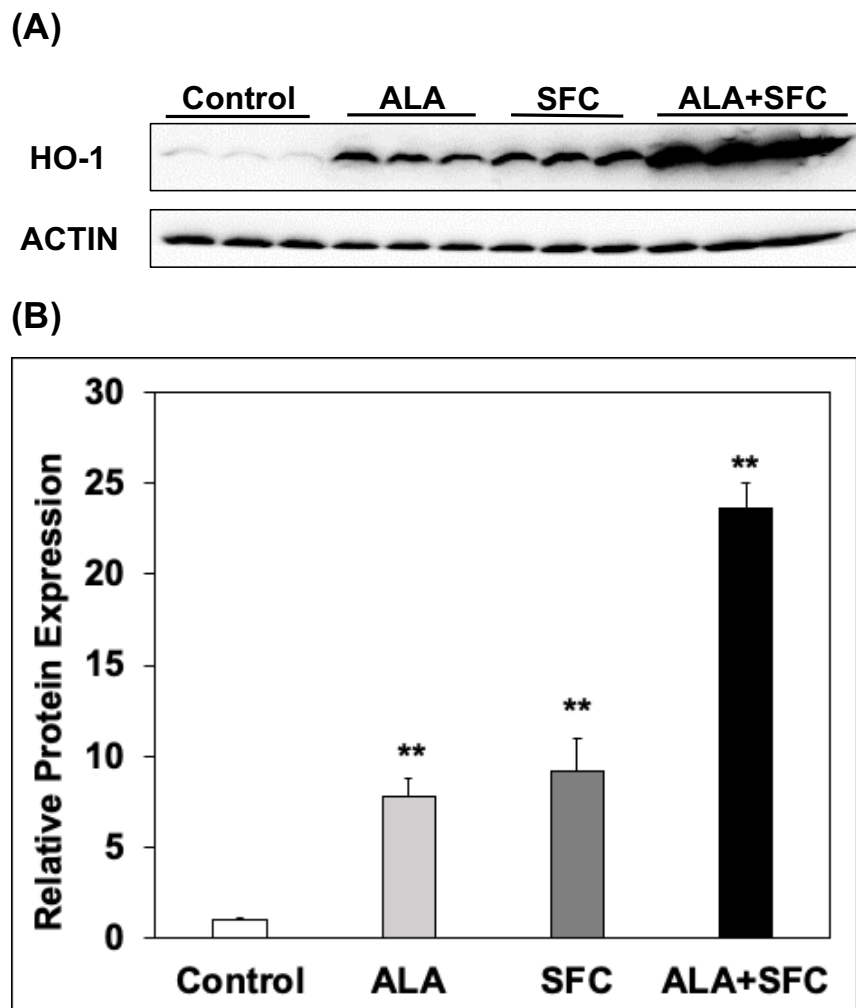 (A)
Control ALA SFC ALA+SFC
HO-1
ACTIN
(B)
Relative Protein Expression
30
25
20
15
10
5
0
**
**
**
Control ALA SFC ALA+SFC